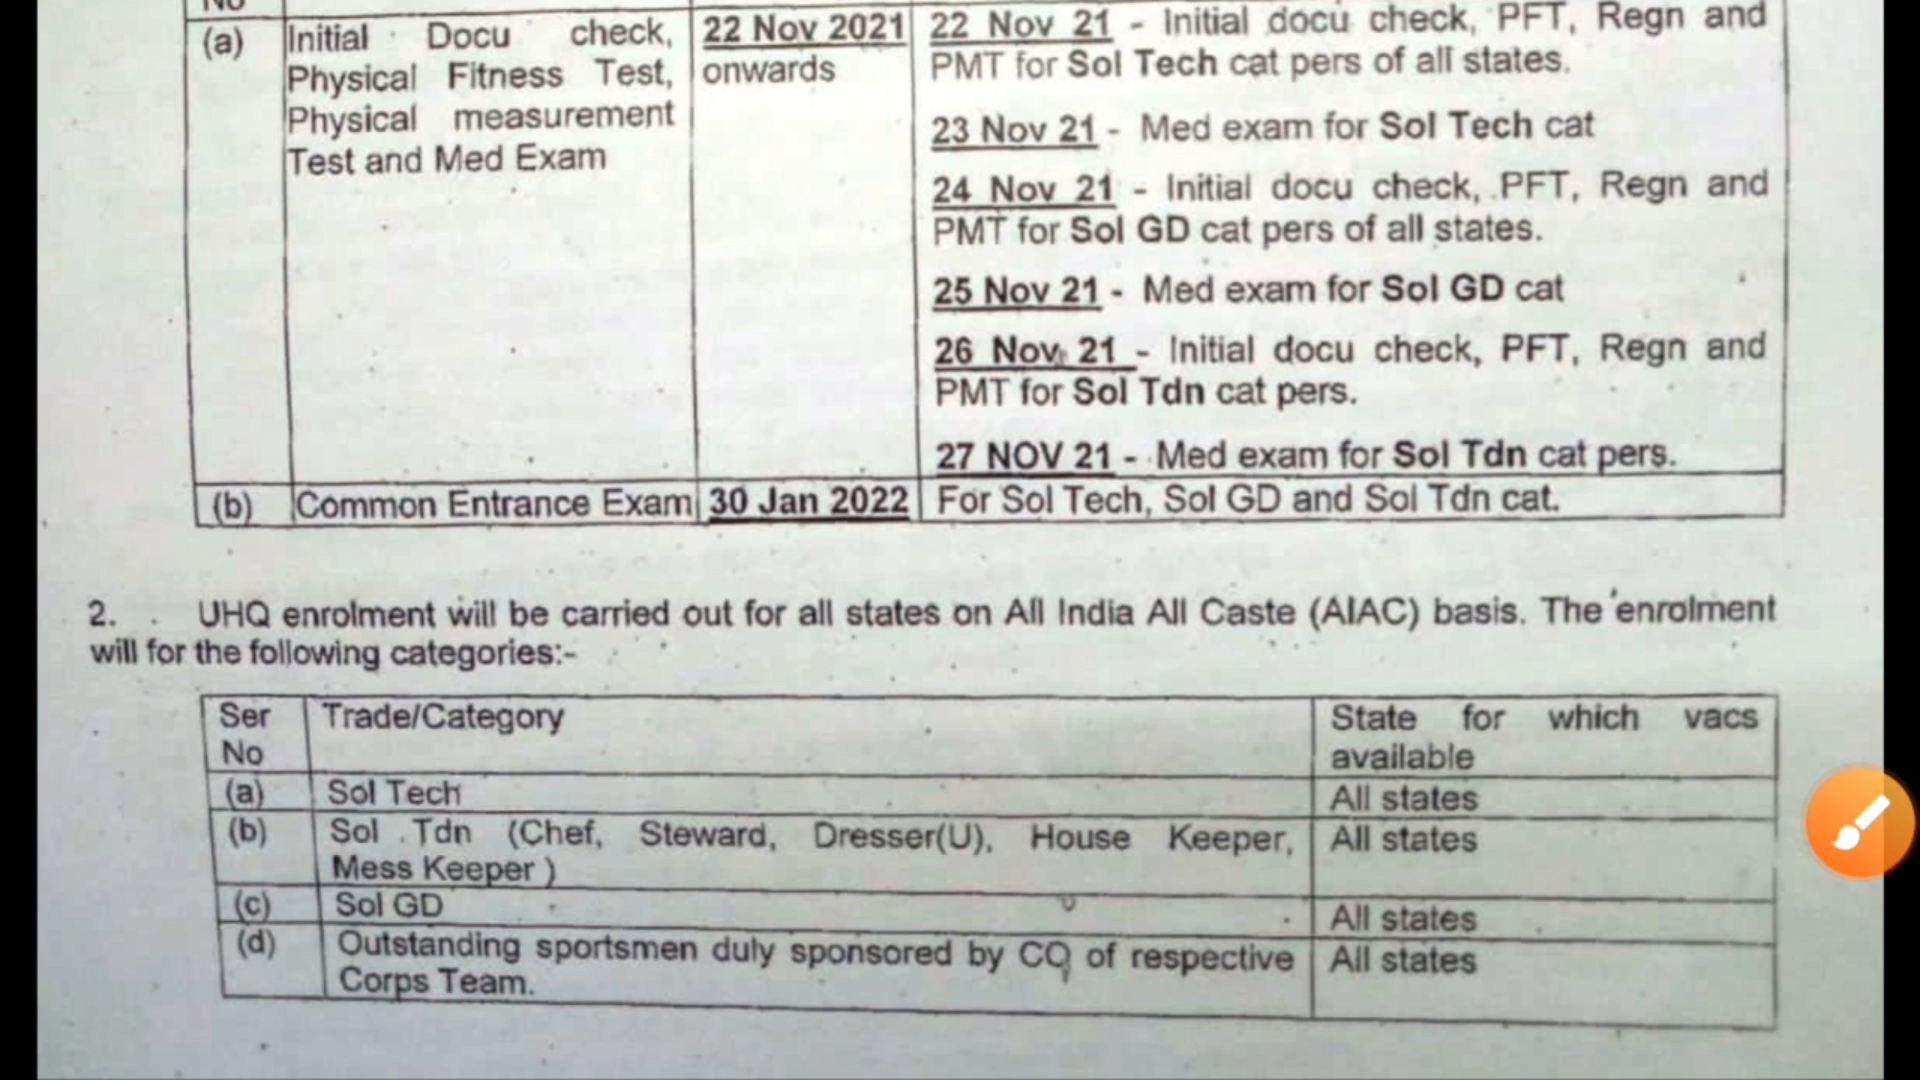 No
(a) Initial Docu check, 22 Nov 2021 22 Nov 21 - Initial docu check, PFT, Regn and
Physical Fitness Test, onwards PMT for Sol Tech cat pers of all states.
Physical measurement 23 Nov 21 - Med exam for Sol Tech cat
Test and Med Exam
24 Nov 21 - Initial docu check, PFT, Regn and
PMT for Sol GD cat pers of all states.
25 Nov 21 - Med exam for Sol GD cat
26 Nov 21 - Initial docu check, PFT, Regn and
PMT for Sol Tdn cat pers.
27 NOV 21 - Med exam for Sol Tdn cat pers.
(b) Common Entrance Exam 30 Jan 2022 For Sol Tech, Sol GD and Sol Tdn cat.
2. UHQ enrolment will be carried out for all states on All India All Caste (AIAC) basis. The enrolment
will for the following categories:-
Ser Trade/Category State for which vacs
No available
(a) Sol Tech All states
(b) Sol Tdn (Chef, Steward, Dresser(U), House Keeper, All states
Mess Keeper )
(c) Sol GD All states
(d) Outstanding sportsmen duly sponsored by CO of respective All states
Corps Team.